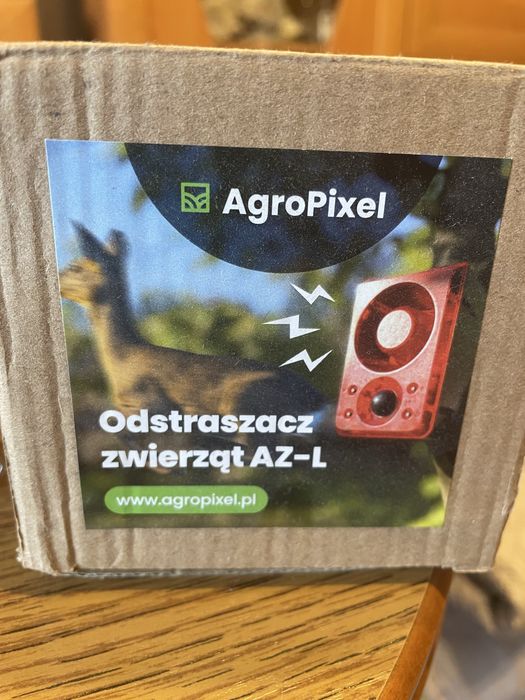 AgroPixel
Odstraszacz
zwierząt AZ-L
www.agropixel.pl